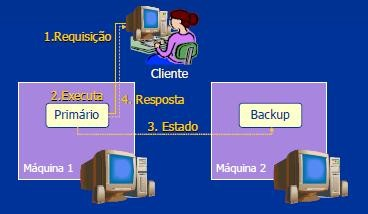 1.Requisição
Cliente
2.Executa
4. Resposta
Primário
Backup
3. Estado
Máquina 1
Máquina 2